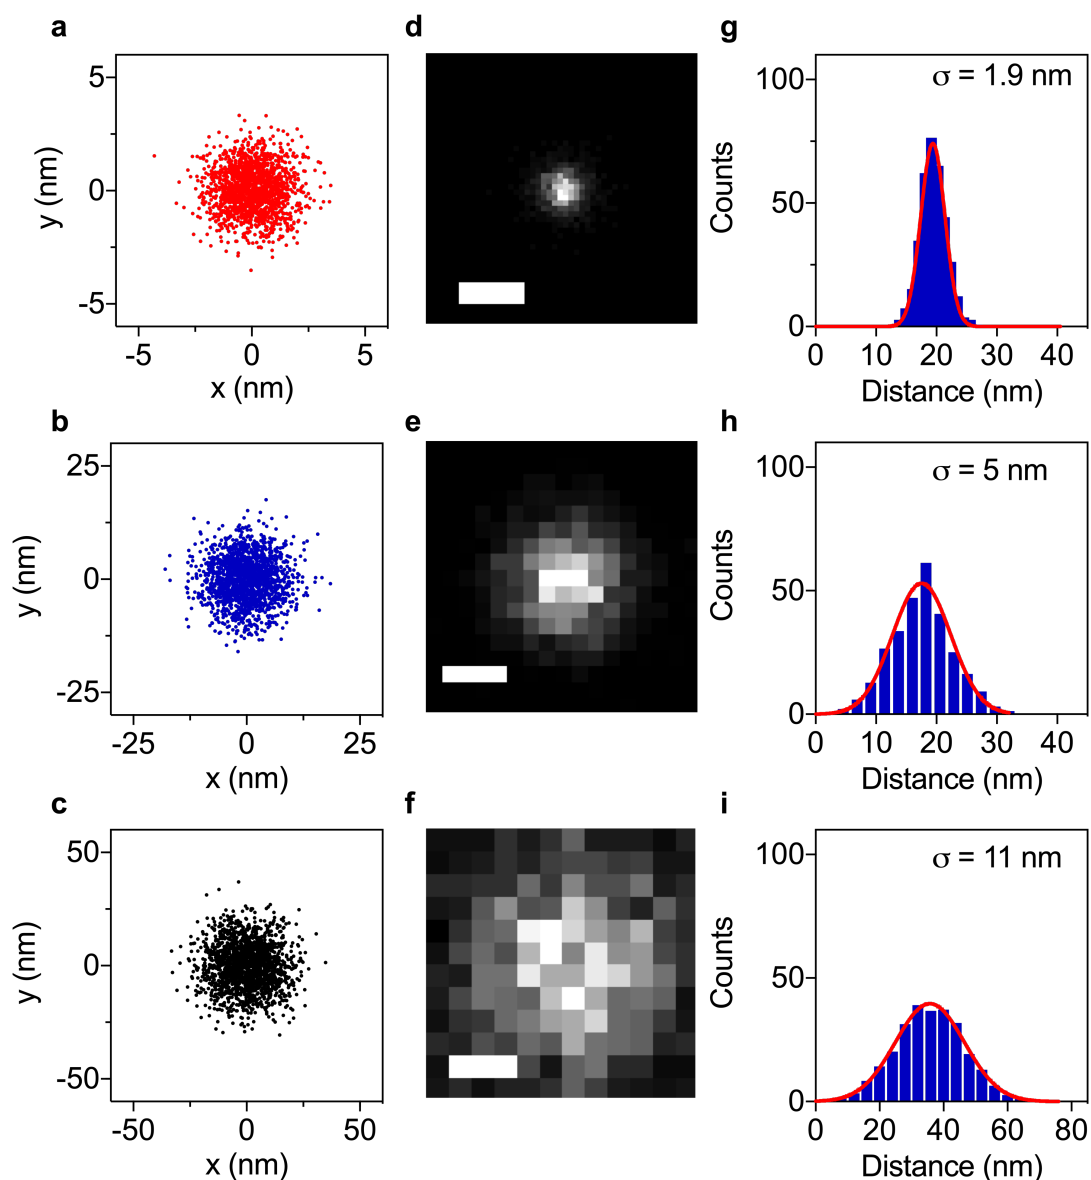 a
5
0
-5
y (nm)
-5 0 5
x (nm)
d
g
σ = 1.9 nm
100
50
0
Counts
0 10 20 30 40
Distance (nm)
b
25
0
-25
y (nm)
-25 0 25
x (nm)
e
h
σ = 5 nm
100
50
0
Counts
0 10 20 30 40
Distance (nm)
c
50
0
-50
y (nm)
-50 0 50
x (nm)
f
i
σ = 11 nm
100
50
0
Counts
0 20 40 60 80
Distance (nm)